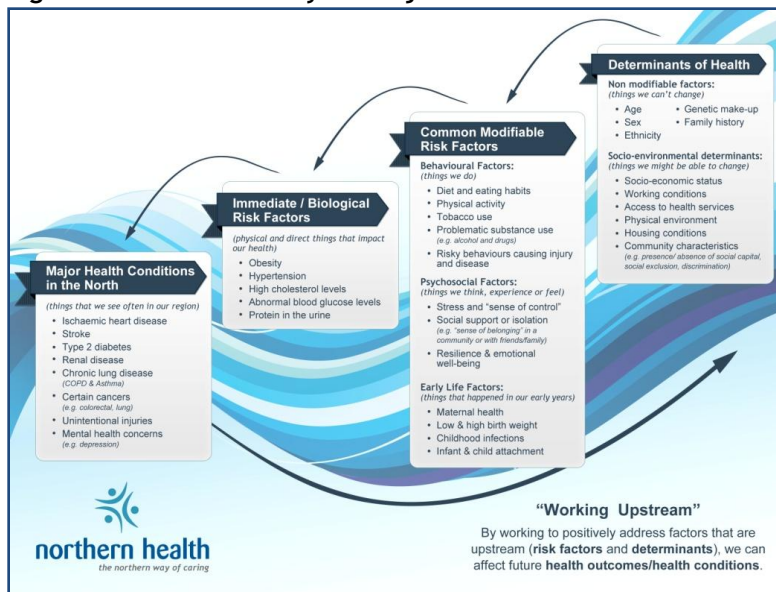 Major Health Conditions
in the North
(things that we see often in our region)
• Ischaemic heart disease
• Stroke
• Type 2 diabetes
• Renal disease
• Chronic lung disease
(COPD & Asthma)
• Certain cancers
(e.g. colorectal, lung)
• Unintentional injuries
• Mental health concerns
(e.g. depression)
Immediate / Biological
Risk Factors
(physical and direct things that impact
our health)
• Obesity
• Hypertension
• High cholesterol levels
• Abnormal blood glucose levels
• Protein in the urine
Common Modifiable
Risk Factors
Behavioural Factors:
(things we do)
• Diet and eating habits
• Physical activity
• Tobacco use
• Problematic substance use
(e.g. alcohol and drugs)
• Risky behaviours causing injury
and disease
Psychosocial Factors:
(things we think, experience or feel)
• Stress and "sense of control"
• Social support or isolation
(e.g. "sense of belonging" in a
community or with friends/family)
• Resilience & emotional
well-being
Early Life Factors:
(things that happened in our early years)
• Maternal health
• Low & high birth weight
• Childhood infections
• Infant & child attachment
Determinants of Health
Non modifiable factors:
(things we can't change)
• Age
• Sex
• Ethnicity
• Genetic make-up
• Family history
Socio-environmental determinants:
(things we might be able to change)
• Socio-economic status
• Working conditions
• Access to health services
• Physical environment
• Housing conditions
• Community characteristics
(e.g. presence/ absence of social capital,
social exclusion, discrimination)
northern health
the northern way of caring
"Working Upstream"
By working to positively address factors that are
upstream (risk factors and determinants), we can
affect future health outcomes/health conditions.